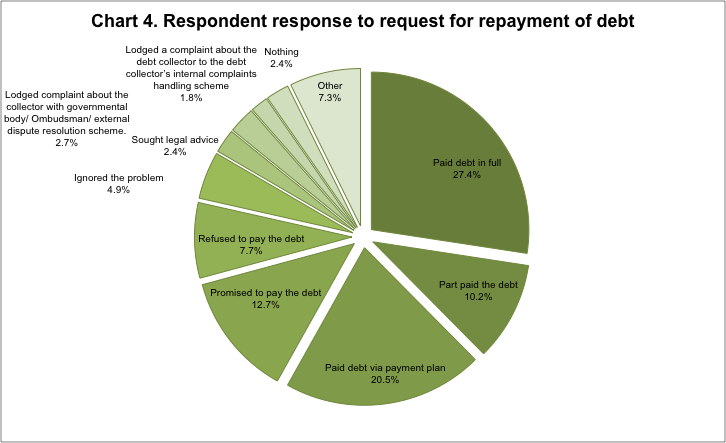 Chart 4. Respondent response to request for repayment of debt
Paid debt in full
27.4%
Part paid the debt
10.2%
Paid debt via payment plan
20.5%
Promised to pay the debt
12.7%
Refused to pay the debt
7.7%
Ignored the problem
4.9%
Sought legal advice
2.4%
Lodged complaint about the
collector with governmental
body/ Ombudsman/ external
dispute resolution scheme.
2.7%
Lodged a complaint about the
debt collector to the debt
collector's internal complaints
handling scheme
1.8%
Nothing
2.4%
Other
7.3%